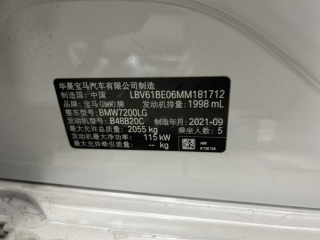 华晨宝马汽车有限公司制造
制造:中国 LBV61BE06MM181712
品牌:宝马(BMW)牌 发动机排量:1998 mL
整车型号:BMW7200LG
发动机型号:B48B20C 制造年月:2021-09
最大允许总质量:2055 kg 乘坐人数:5
发动机最大净功率:115 kW
最大允许牵引质量:-- kg